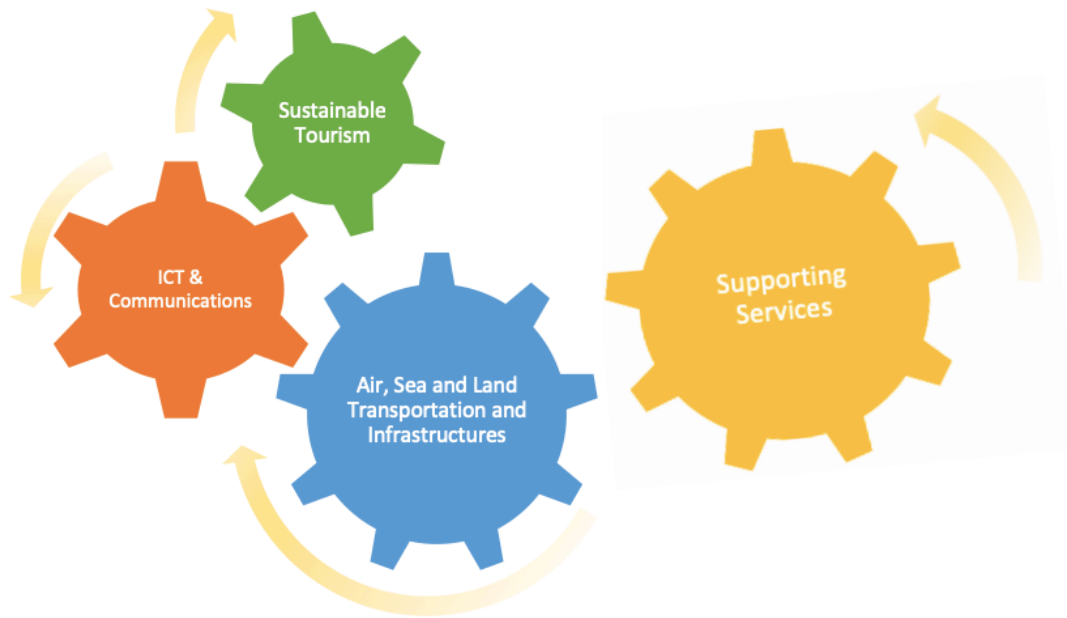 Sustainable
Tourism
ICT &
Communications
Air, Sea and Land
Transportation and
Infrastructures
Supporting
Services